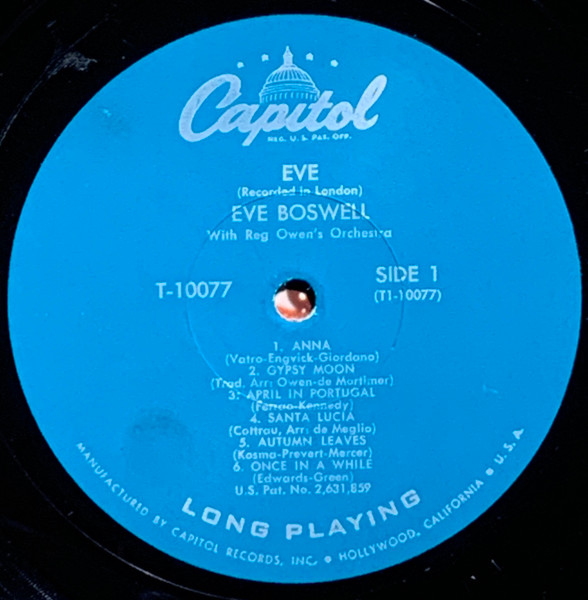 Capitol
REG. U. S. PAT. OFF.
EVE
(Recorded in London)
EVE BOSWELL
With Reg Owen's Orchestra
T-10077
SIDE 1
(T1-10077)
1. ANNA
(Vatro-Engvick-Giordano)
2. GYPSY MOON
(Trad. Arr: Owen-de Mortimer)
3. APRIL IN PORTUGAL
(Ferrao-Kennedy)
4. SANTA LUCIA
(Cottrau, Arr: de Meglio)
5. AUTUMN LEAVES
(Kosma-Prevert-Mercer)
6. ONCE IN A WHILE
(Edwards-Green)
U.S. Pat. No. 2,631,859
LONG PLAYING
MANUFACTURED BY CAPITOL RECORDS, INC. • HOLLYWOOD, CALIFORNIA • U. S. A.